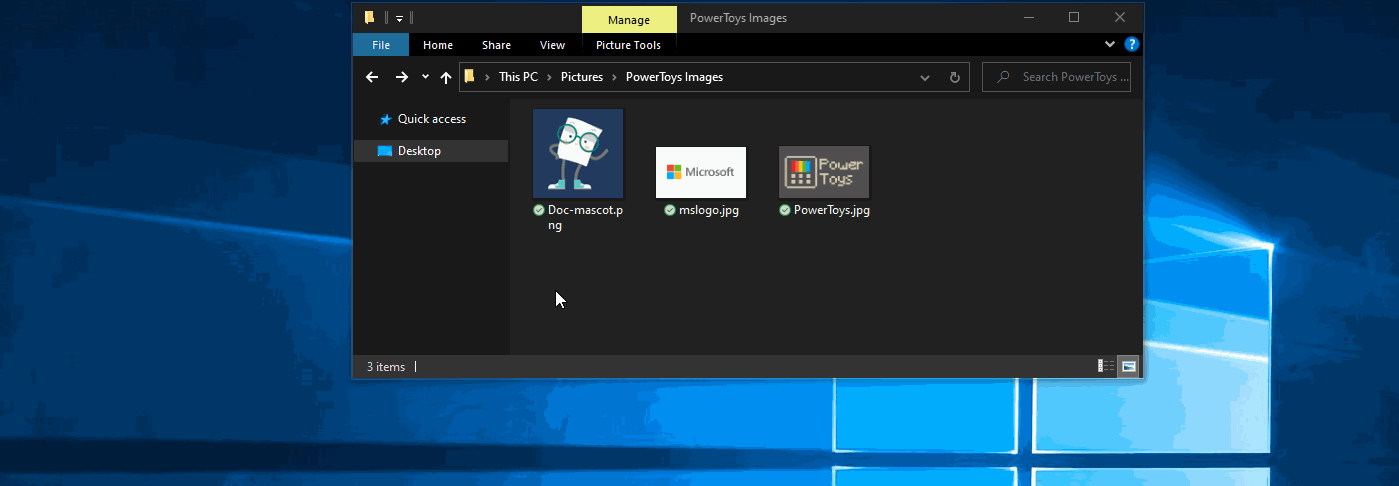 Manage
PowerToys Images
File
Home
Share
View
Picture Tools
?
This PC > Pictures > PowerToys Images
Search PowerToys ...
Quick access
Desktop
Microsoft
Power
Toys
Doc-mascot.p
ng
mslogo.jpg
PowerToys.jpg
3 items